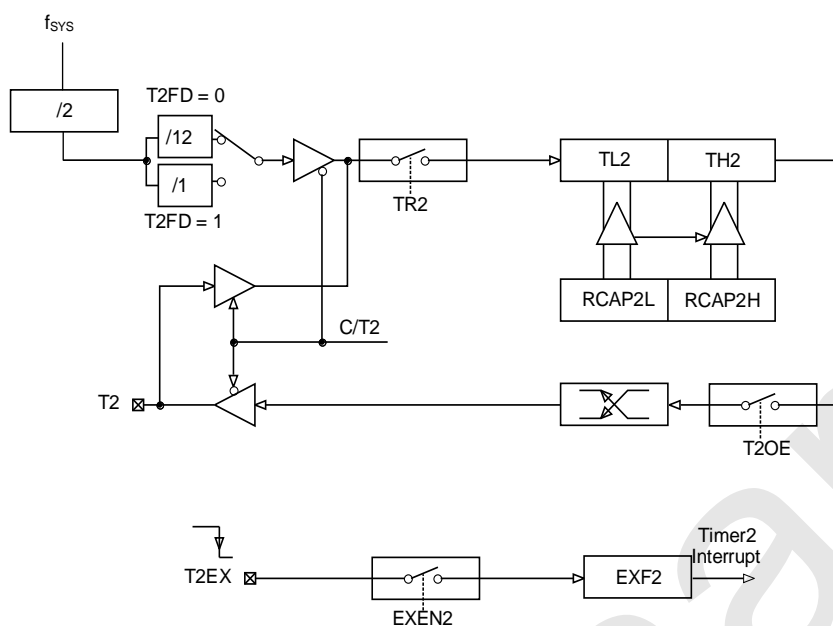 fSYS
/2
T2FD = 0
/12
/1
T2FD = 1
TR2
TL2
TH2
RCAP2L
RCAP2H
C/T2
T2
T2OE
T2EX
EXEN2
EXF2
Timer2
Interrupt